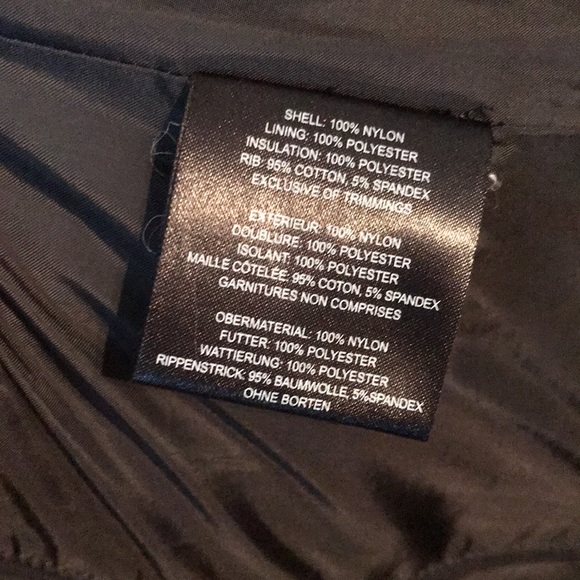 SHELL: 100% NYLON
LINING: 100% POLYESTER
INSULATION: 100% POLYESTER
RIB: 95% COTTON, 5% SPANDEX
EXCLUSIVE OF TRIMMINGS
EXTÉRIEUR: 100% NYLON
DOUBLURE: 100% POLYESTER
ISOLANT: 100% POLYESTER
MAILLE CÔTELÉE: 95% COTON, 5% SPANDEX
GARNITURES NON COMPRISES
OBERMATERIAL: 100% NYLON
FUTTER: 100% POLYESTER
WATTIERUNG: 100% POLYESTER
RIPPENSTRICK: 95% BAUMWOLLE, 5%SPANDEX
OHNE BORTEN